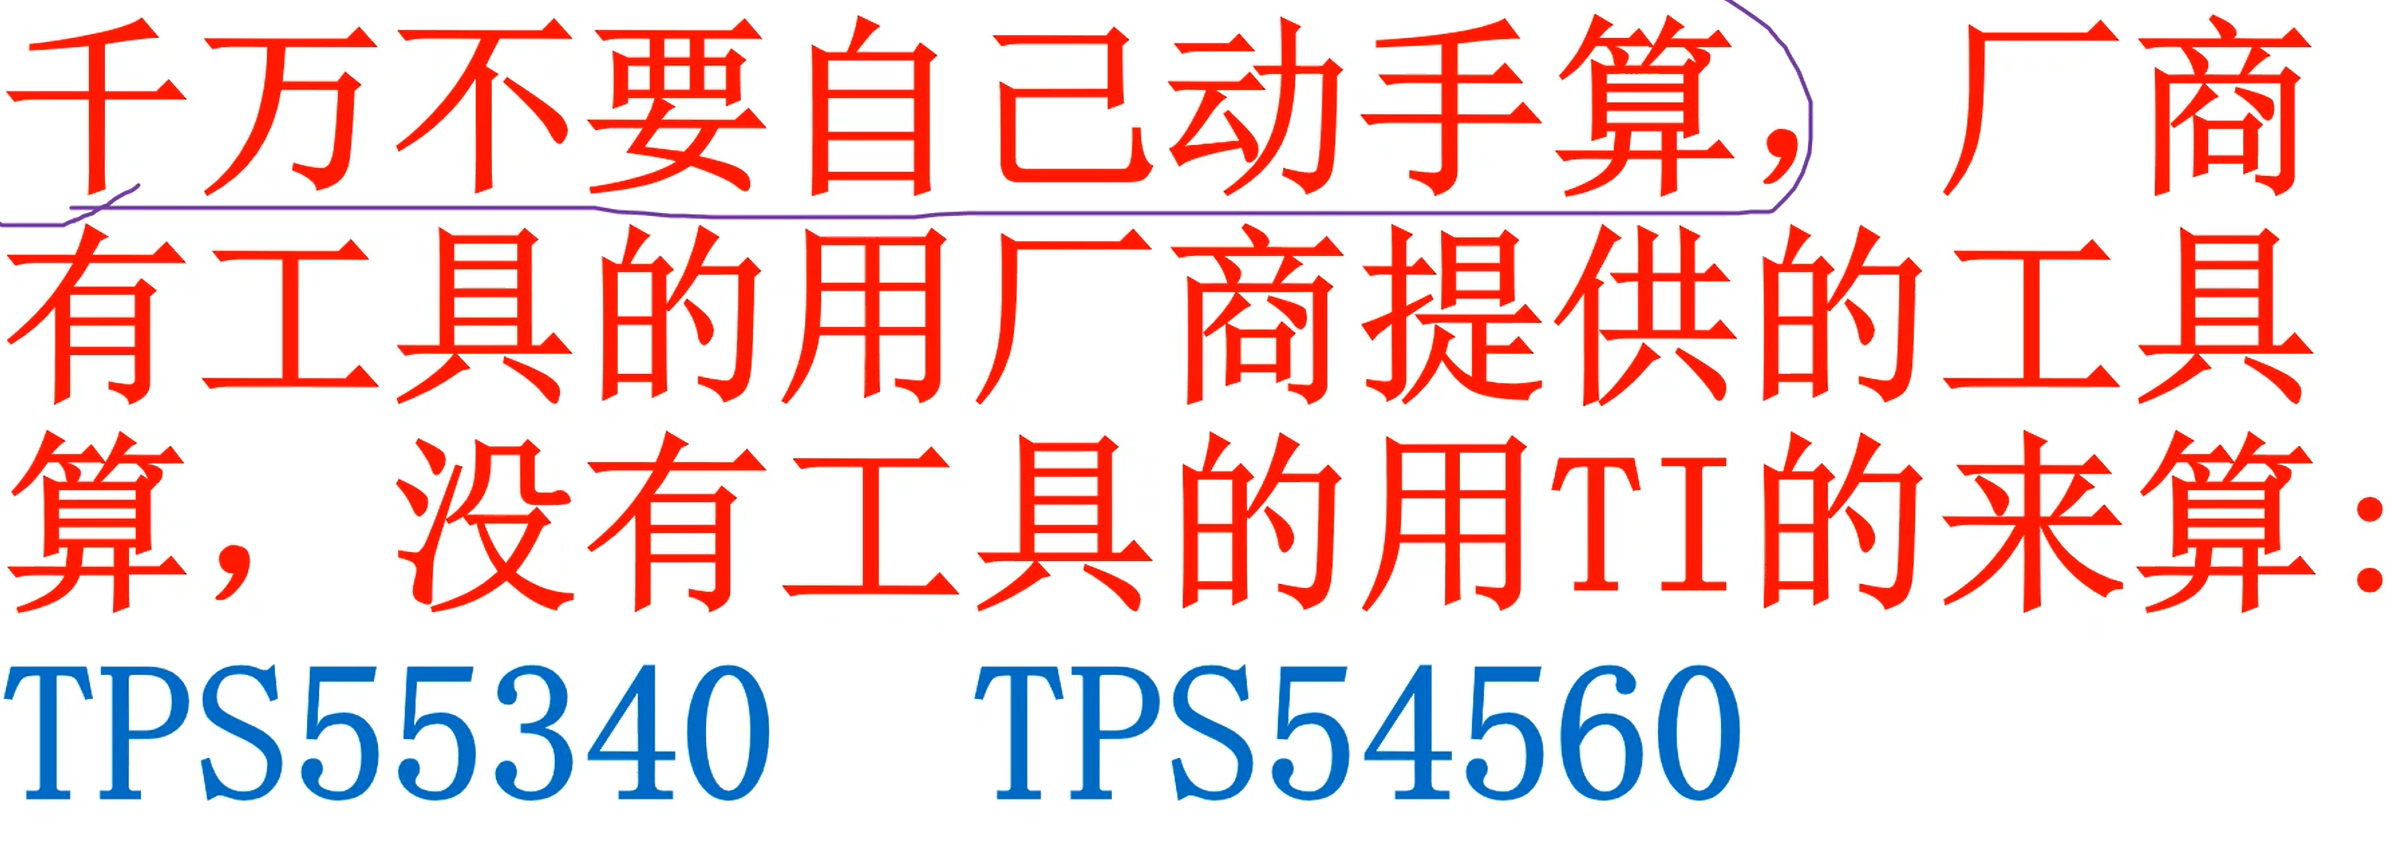 千万不要自己动手算，厂商
有工具的用厂商提供的工具
算，没有工具的用TI的来算：
TPS55340 TPS54560